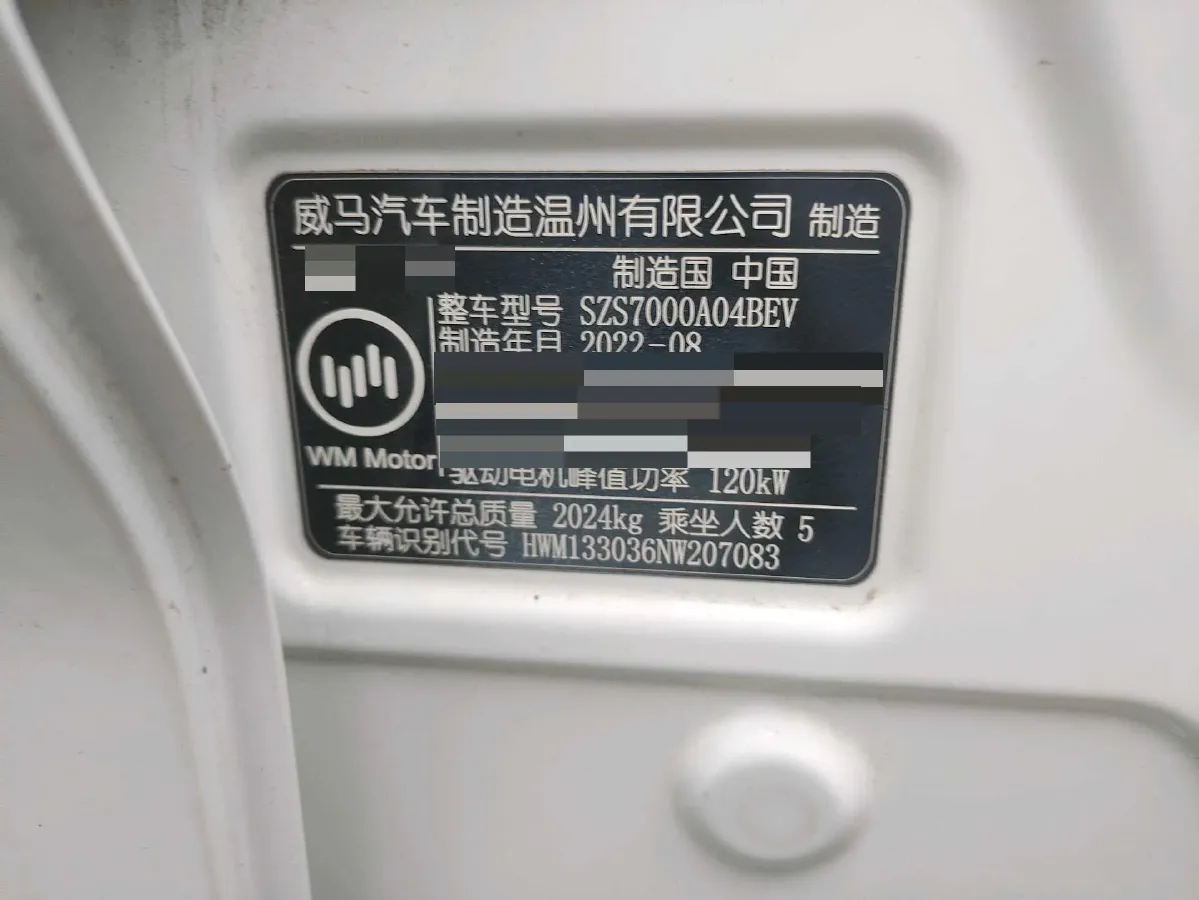 威马汽车制造温州有限公司 制造
制造国 中国
整车型号 SZS7000A04BEV
制造年月 2022-08
WM Motor
驱动电机峰值功率 120kW
最大允许总质量 2024kg 乘坐人数 5
车辆识别代号 HWM133036NW207083